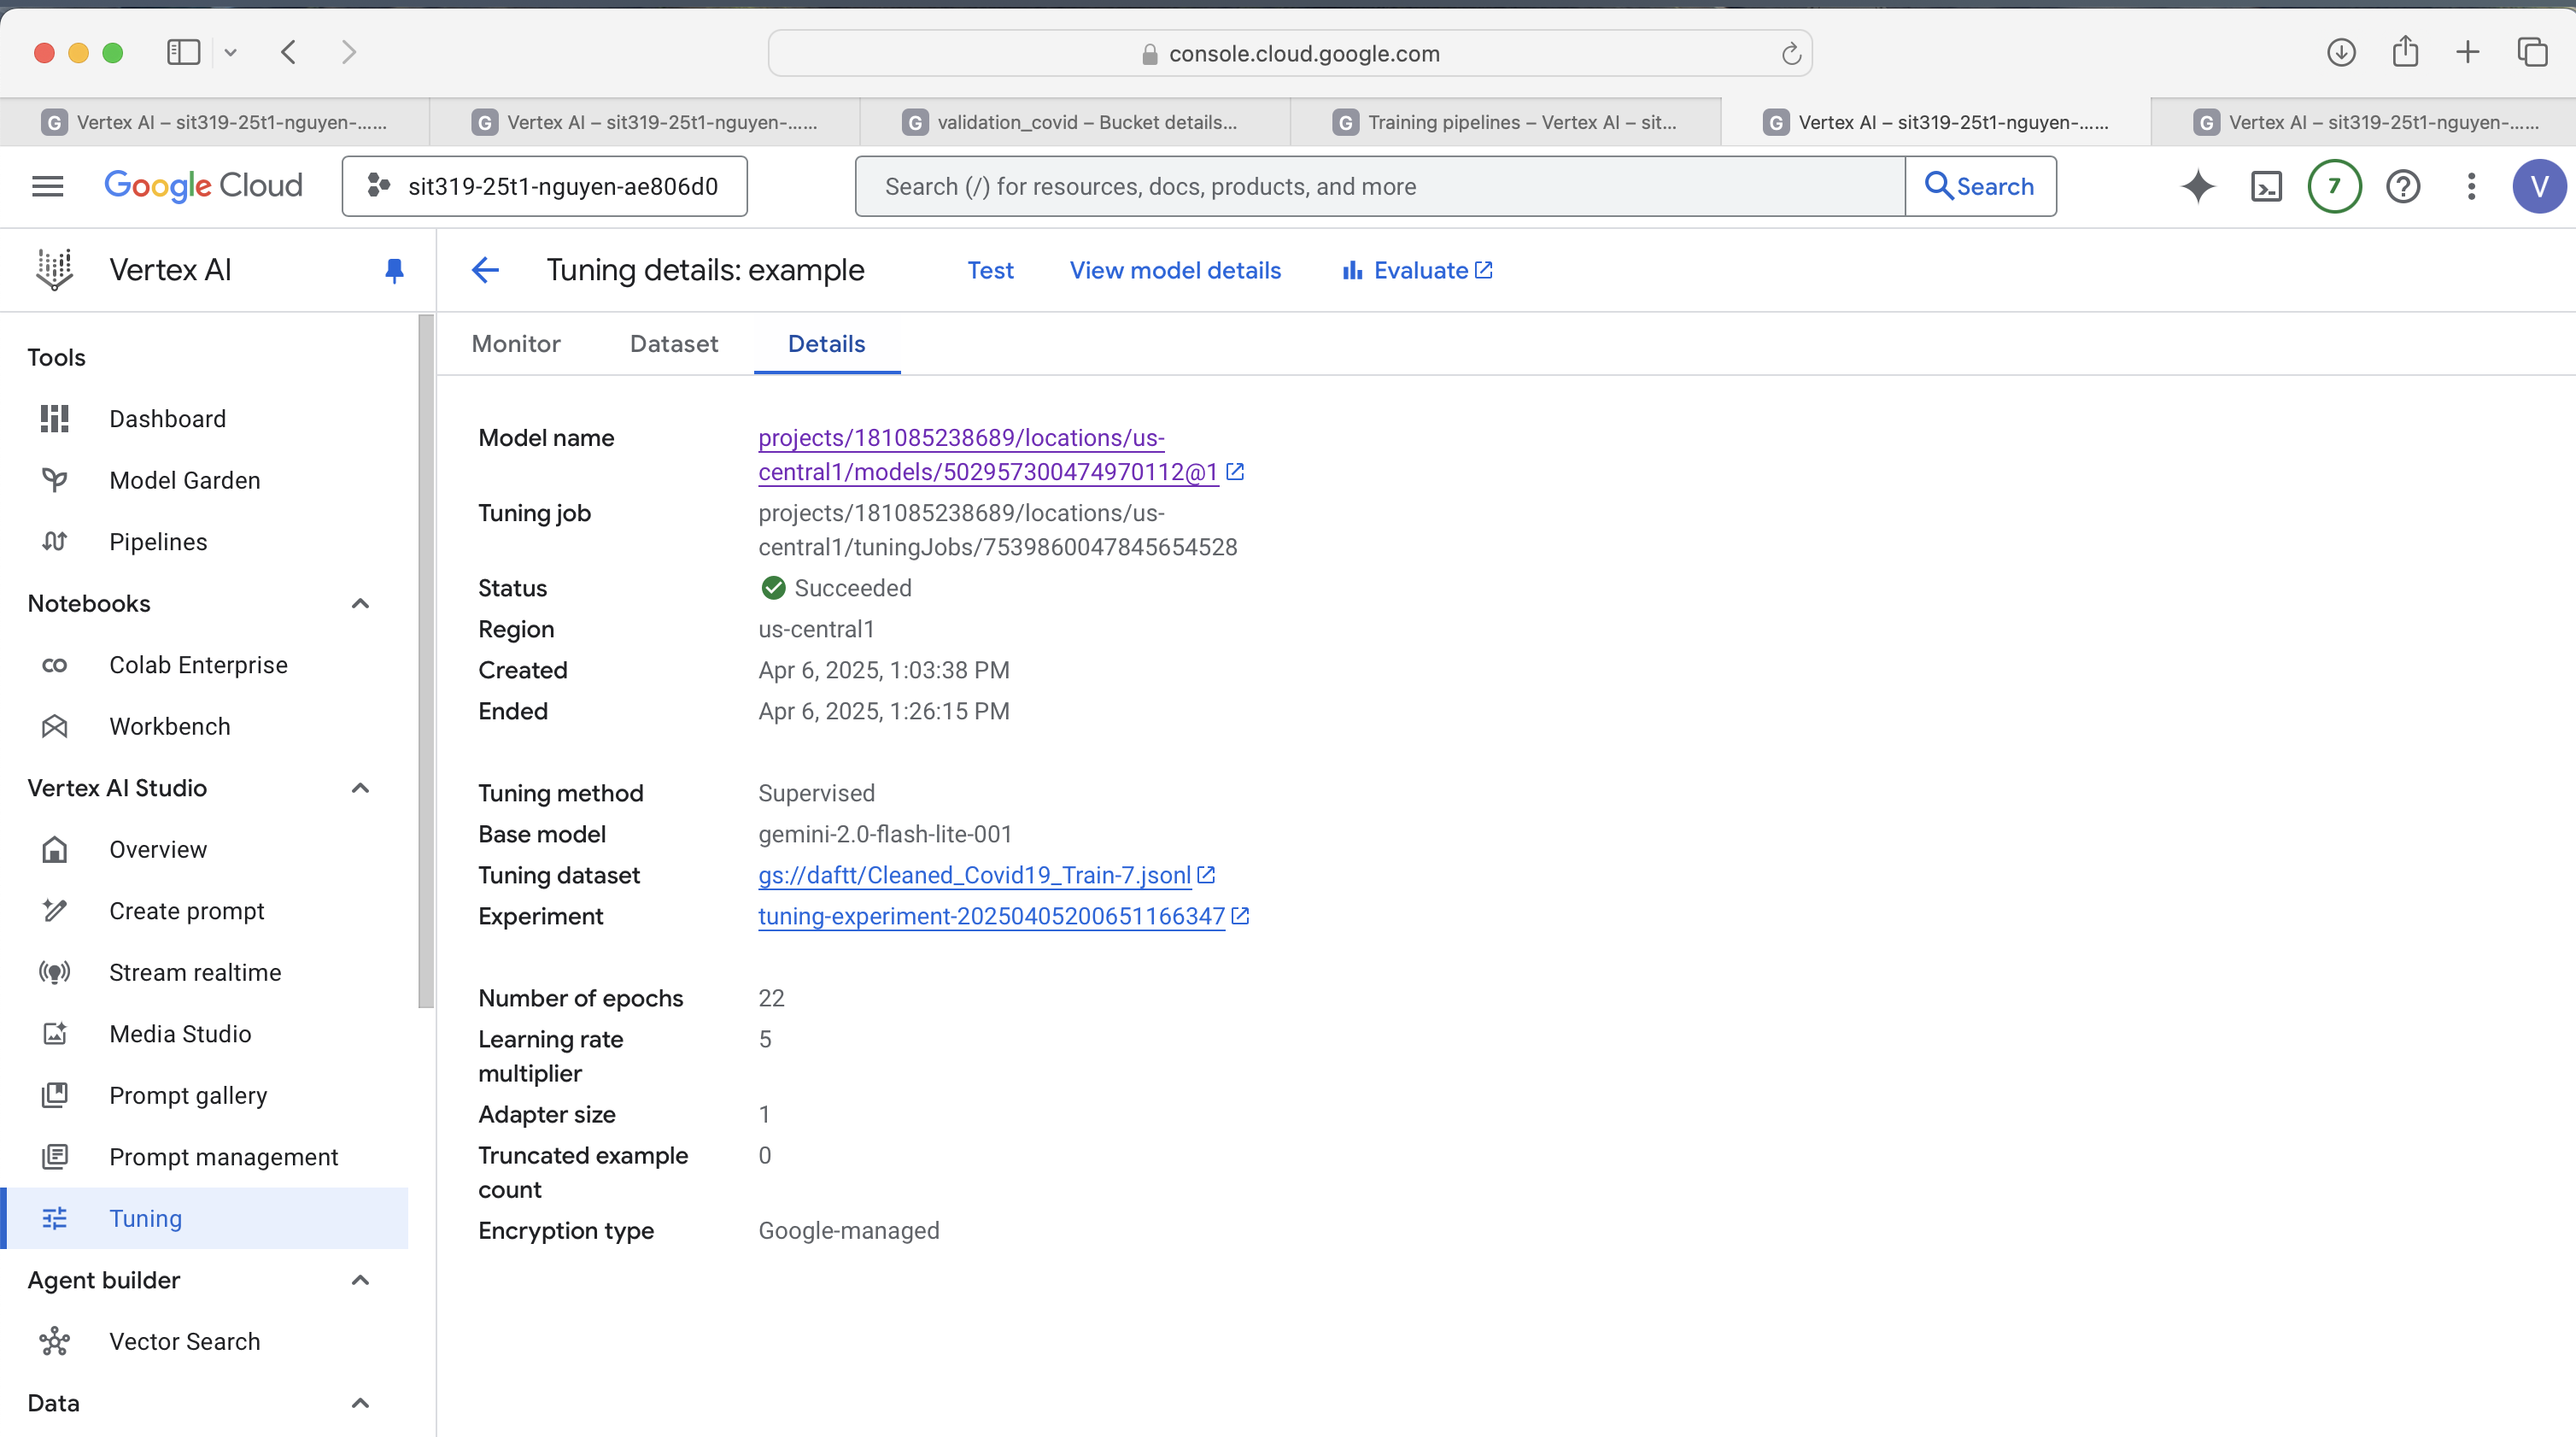 console.cloud.google.com
G Vertex AI – sit319-25t1-nguyen-......
G Vertex AI – sit319-25t1-nguyen-......
G validation_covid – Bucket details...
G Training pipelines – Vertex AI – sit...
G Vertex AI – sit319-25t1-nguyen-......
G Vertex AI – sit319-25t1-nguyen-......
Google Cloud
sit319-25t1-nguyen-ae806d0
Search (/) for resources, docs, products, and more
Search
7
V
Vertex AI
Tuning details: example
Test
View model details
Evaluate
Tools
Dashboard
Model Garden
Pipelines
Notebooks
Colab Enterprise
Workbench
Vertex AI Studio
Overview
Create prompt
Stream realtime
Media Studio
Prompt gallery
Prompt management
Tuning
Agent builder
Vector Search
Data
Monitor
Dataset
Details
Model name projects/181085238689/locations/us-
central1/models/502957300474970112@1
Tuning job projects/181085238689/locations/us-
central1/tuningJobs/7539860047845654528
Status Succeeded
Region us-central1
Created Apr 6, 2025, 1:03:38 PM
Ended Apr 6, 2025, 1:26:15 PM
Tuning method Supervised
Base model gemini-2.0-flash-lite-001
Tuning dataset gs://daftt/Cleaned_Covid19_Train-7.jsonl
Experiment tuning-experiment-20250405200651166347
Number of epochs 22
Learning rate 5
multiplier
Adapter size 1
Truncated example 0
count
Encryption type Google-managed